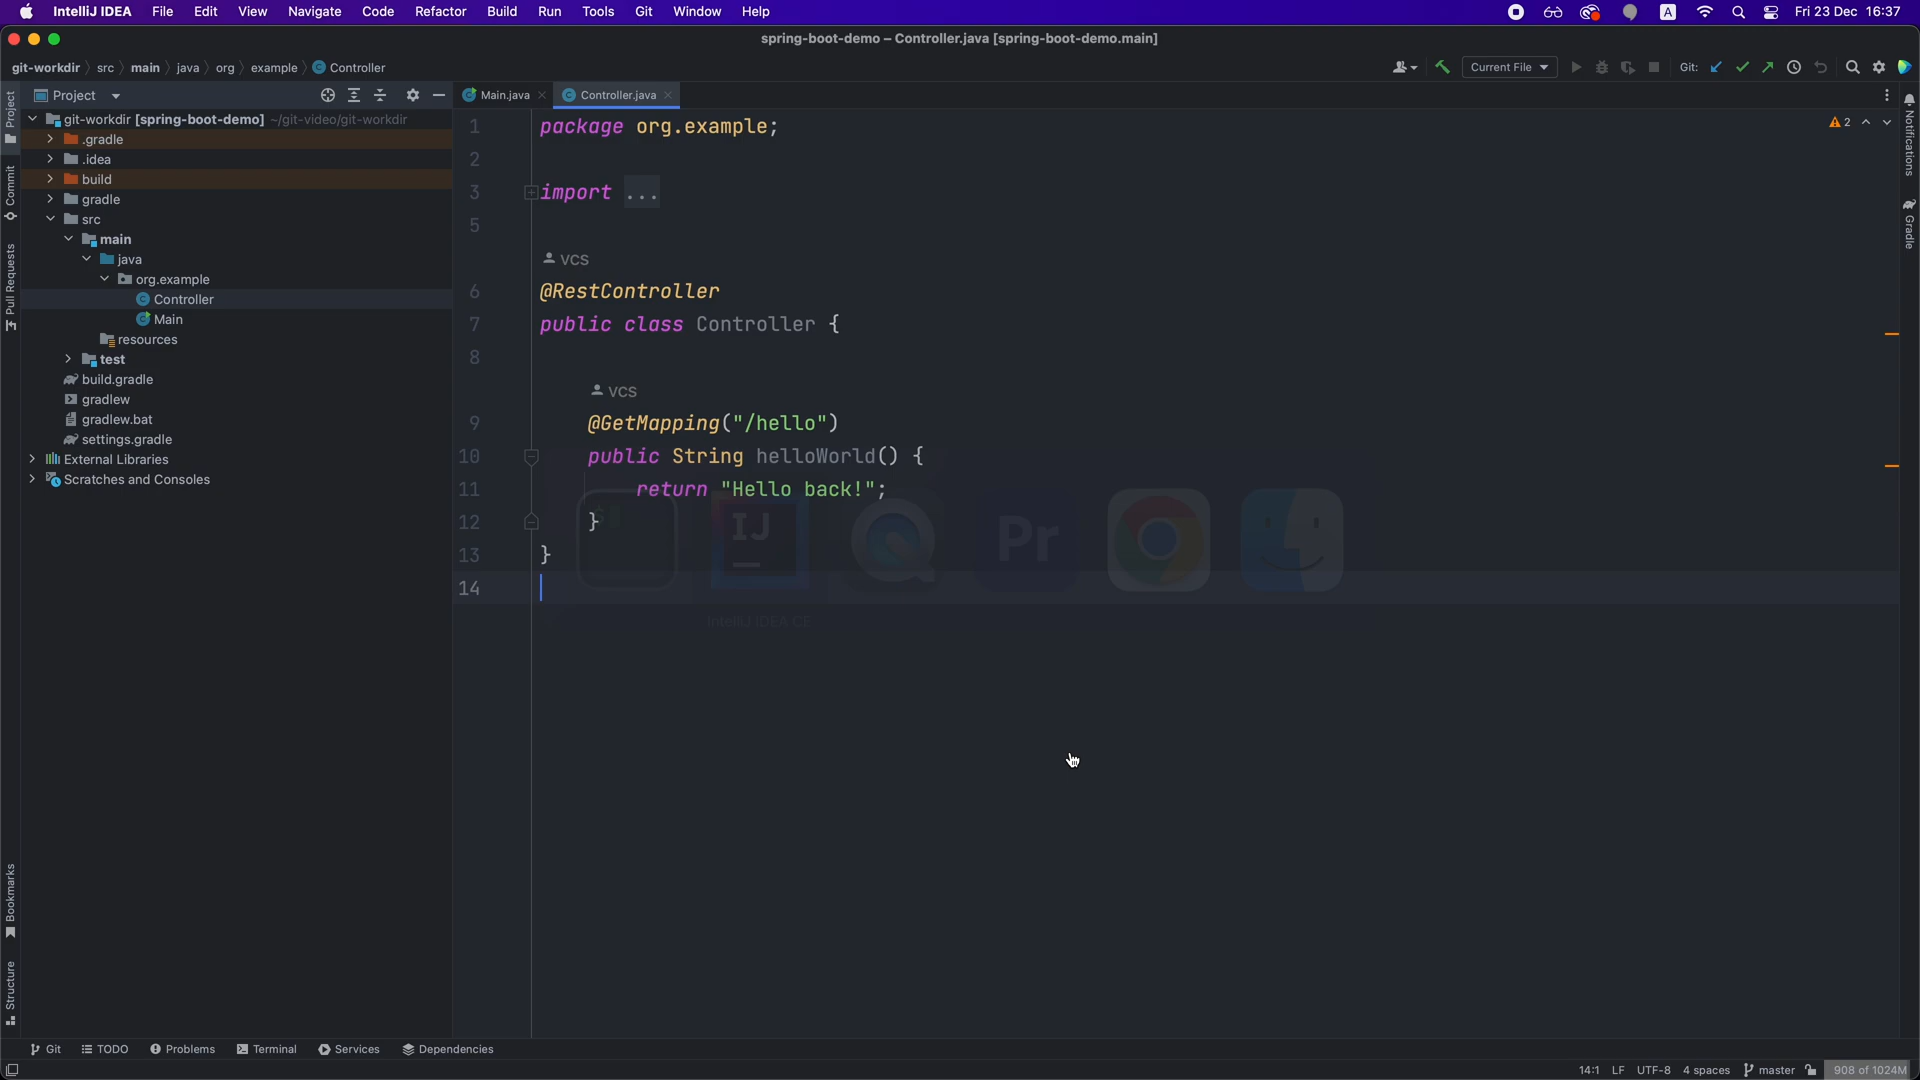 IntelliJ IDEA File Edit View Navigate Code Refactor Build Run Tools Git Window Help A Fri 23 Dec 16:37
spring-boot-demo – Controller.java [spring-boot-demo.main]
git-workdir src main java org example Controller Current File Git:
Project
Main.java Controller.java
git-workdir [spring-boot-demo] ~/git-video/git-workdir
.gradle
.idea
build
gradle
src
main
java
org.example
Controller
Main
resources
test
build.gradle
gradlew
gradlew.bat
settings.gradle
External Libraries
Scratches and Consoles
Project
Commit
Pull Requests
Bookmarks
Structure
1 package org.example;
2
3 import ...
5
vcs
6 @RestController
7 public class Controller {
8
vcs
9 @GetMapping("/hello")
10 public String helloWorld() {
11 return "Hello back!";
12 }
13 }
14
2
IJ
Pr
IntelliJ IDEA CE
Notifications
Gradle
Git TODO Problems Terminal Services Dependencies
14:1 LF UTF-8 4 spaces master 908 of 1024M